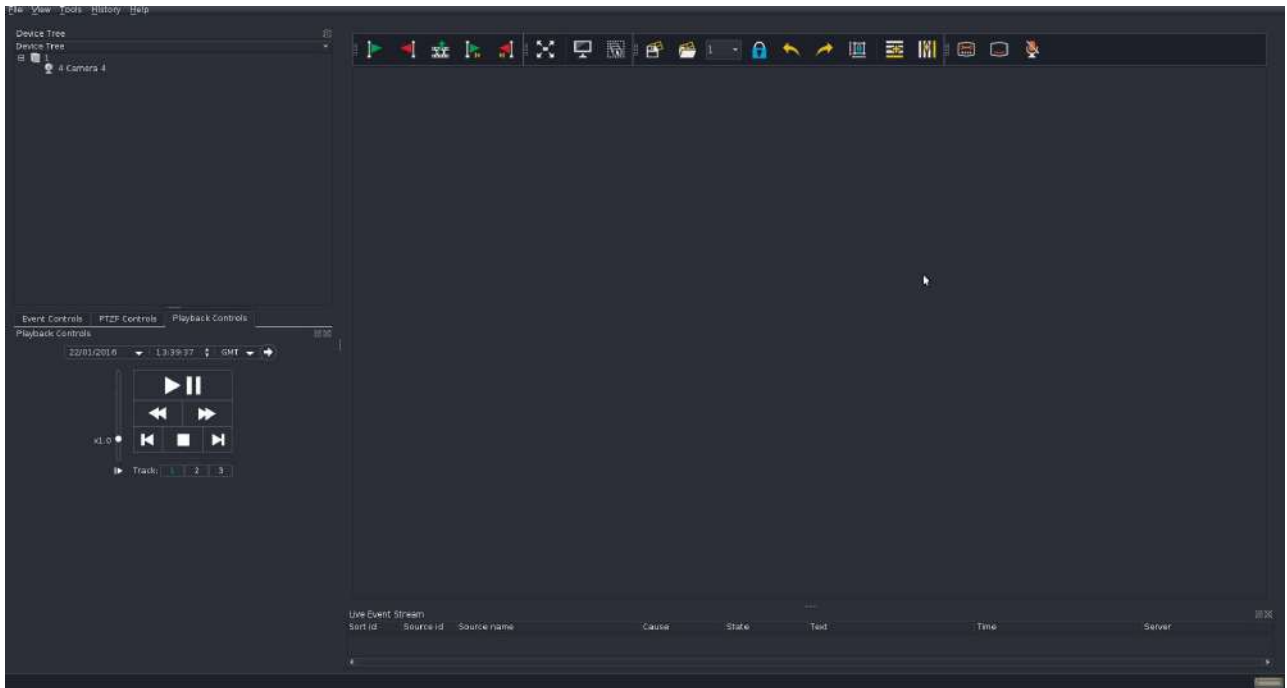 File View Tools History Help
Device Tree
Device Tree
1
4 Camera 4
1
Event Controls PTZF Controls Playback Controls
Playback Controls
22/01/2016 13:39:37 GMT
x1.0
Track: 1 2 3
Live Event Stream
Sort id Source id Source name Cause State Text Time Server